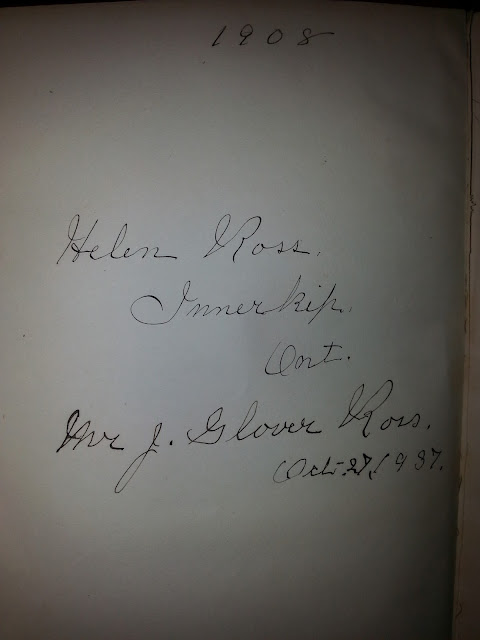 1908
Helen Ross.
Innerkip.
Ont.
Mr J. Glover Ross.
Oct. 27, 1937.